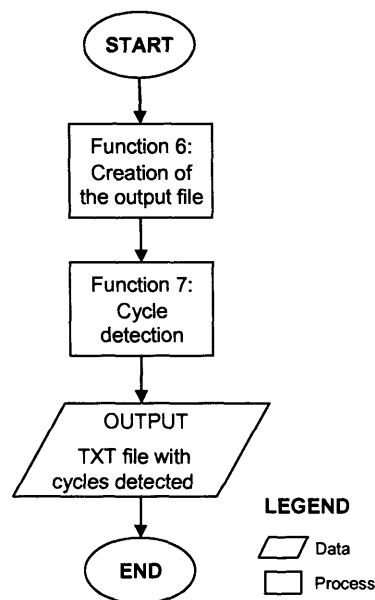 START
Function 6:
Creation of
the output file
Function 7:
Cycle
detection
OUTPUT
TXT file with
cycles detected
END
LEGEND
Data
Process